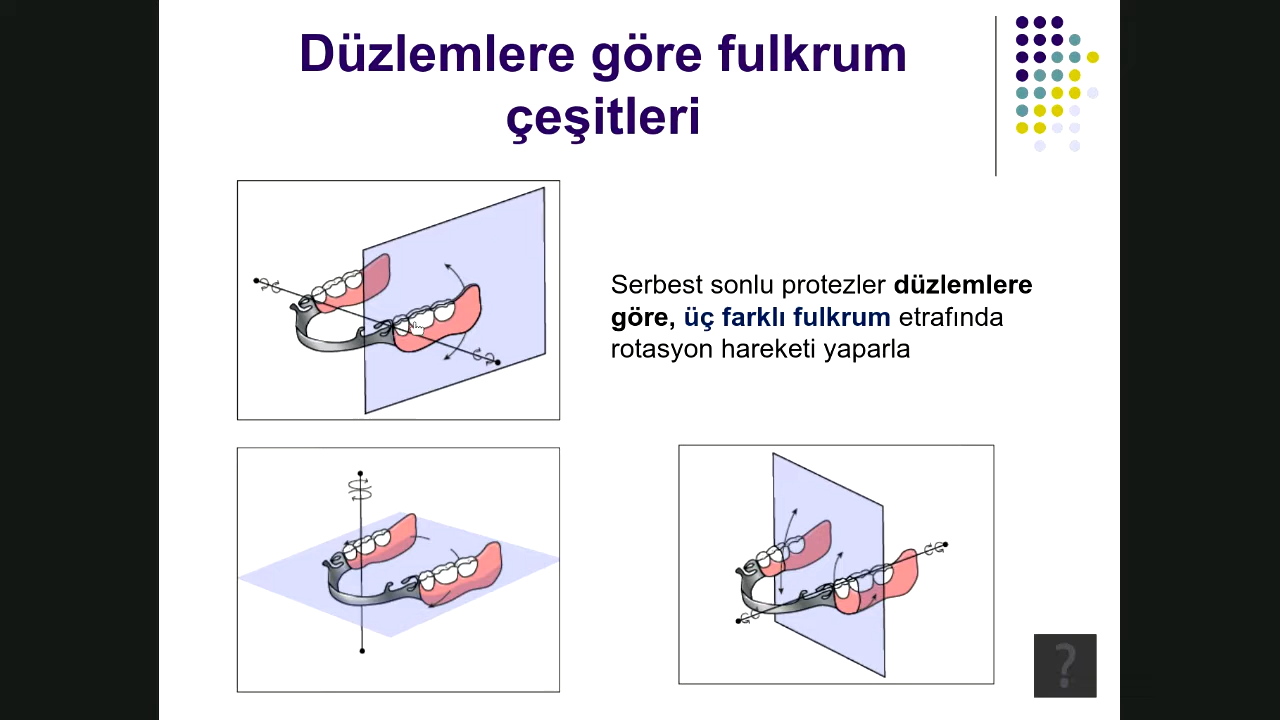 Düzlemlere göre fulkrum
çeşitleri
Serbest sonlu protezler düzlemlere
göre, üç farklı fulkrum etrafında
rotasyon hareketi yaparla
?